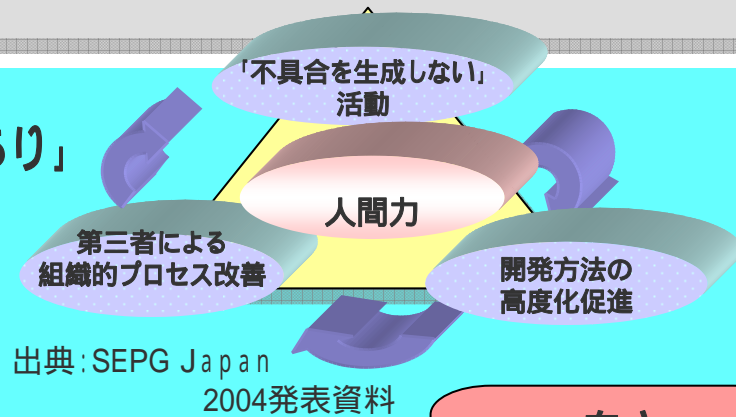 「不具合を生成しない」
活動
り」
人間力
第三者による
組織的プロセス改善
開発方法の
高度化促進
出典:SEPG Japan
2004発表資料